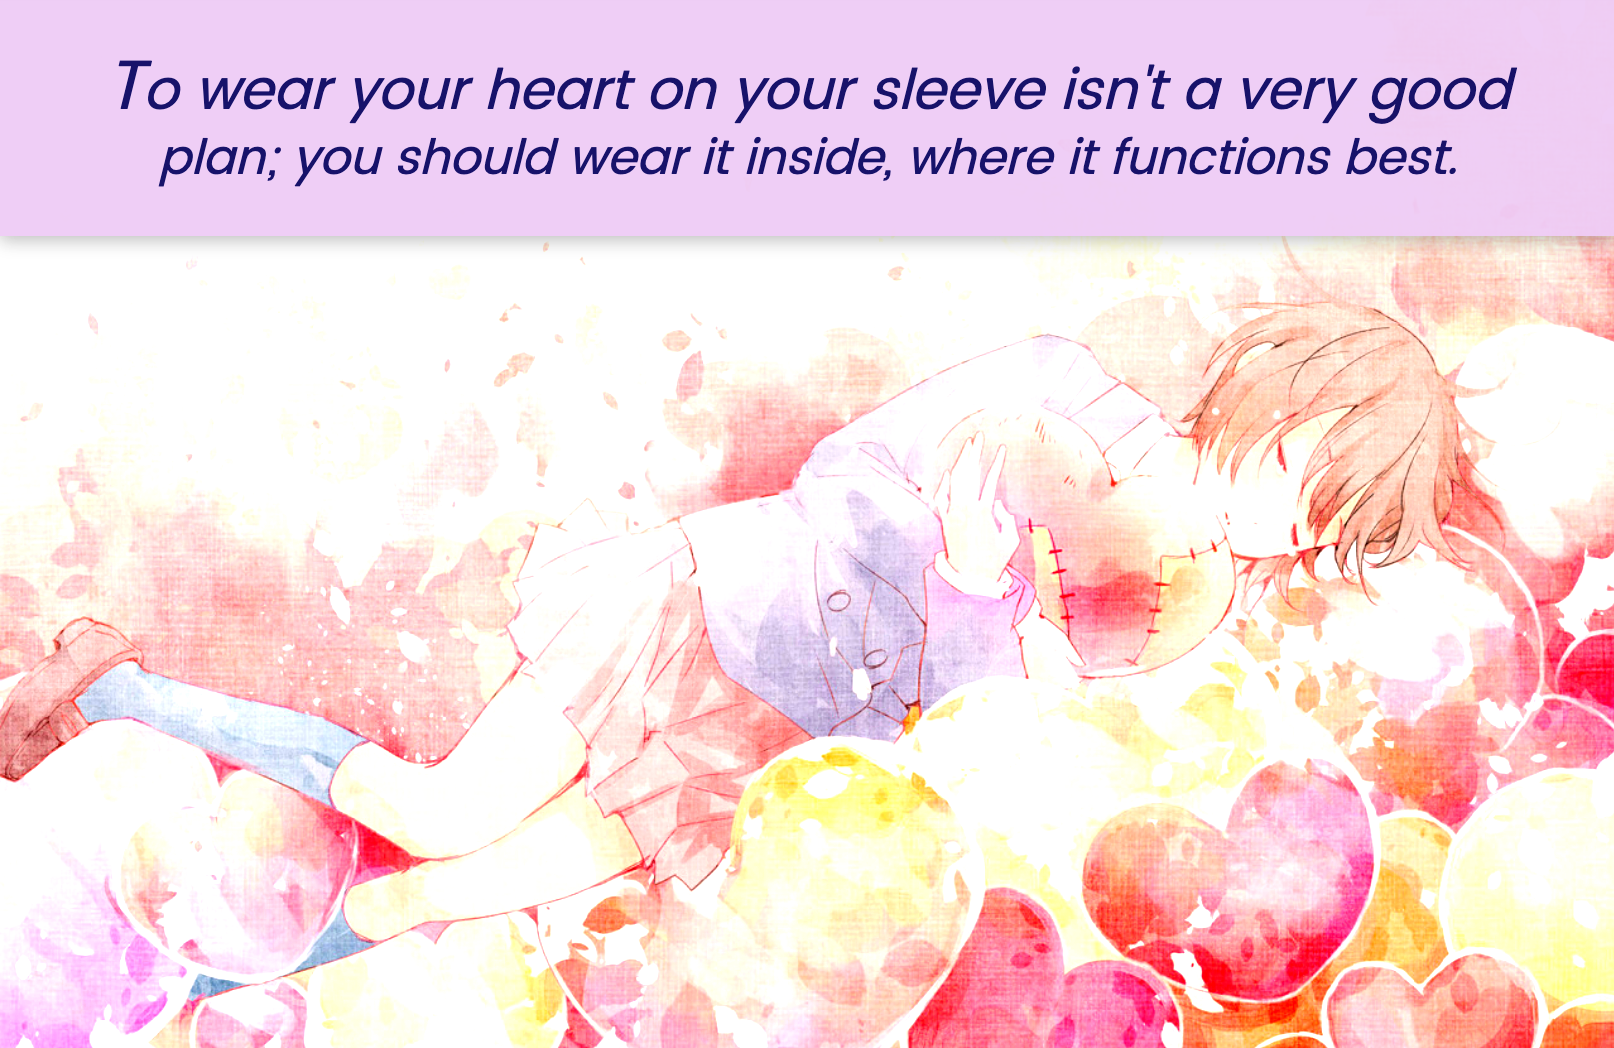 To wear your heart on your sleeve isn't a very good
plan; you should wear it inside, where it functions best.